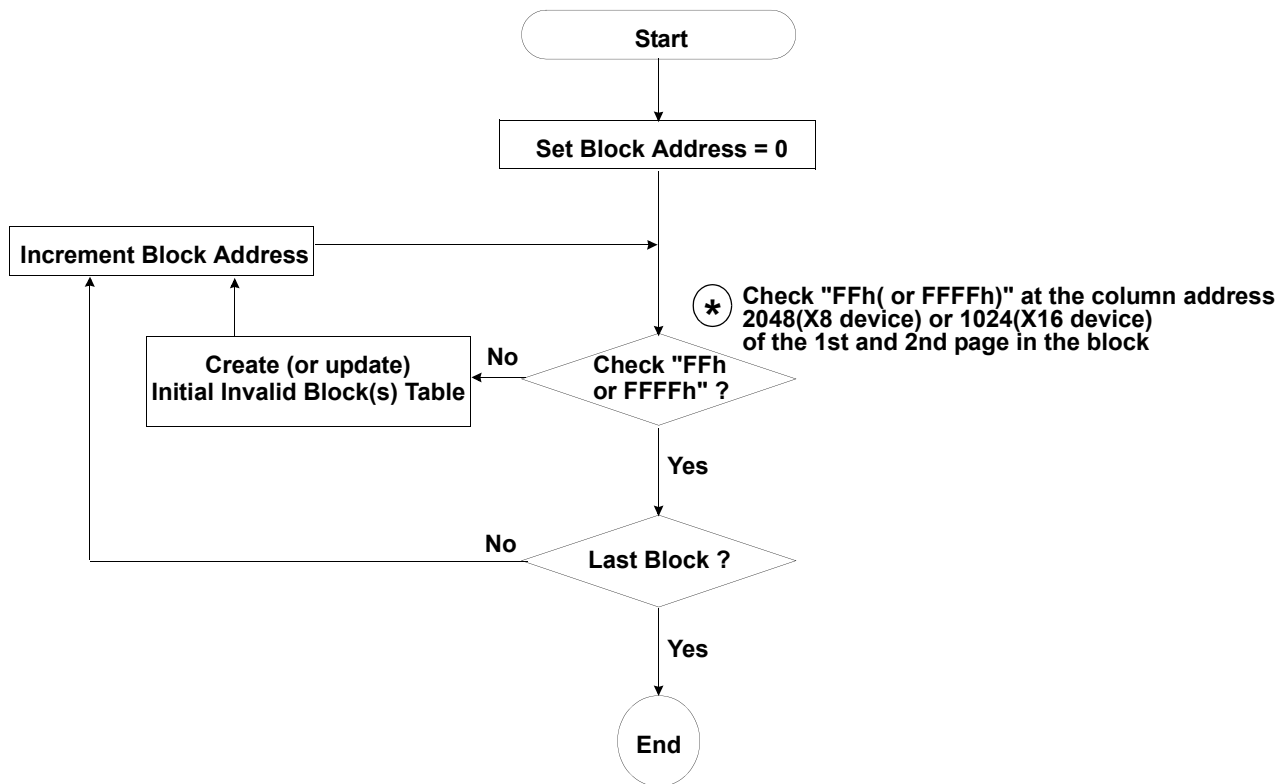 Start
Set Block Address = 0
Increment Block Address
* Check "FFh( or FFFFh)" at the column address
2048(X8 device) or 1024(X16 device)
of the 1st and 2nd page in the block
Create (or update)
Initial Invalid Block(s) Table
No
Check "FFh
or FFFFh" ?
Yes
No
Last Block ?
Yes
End